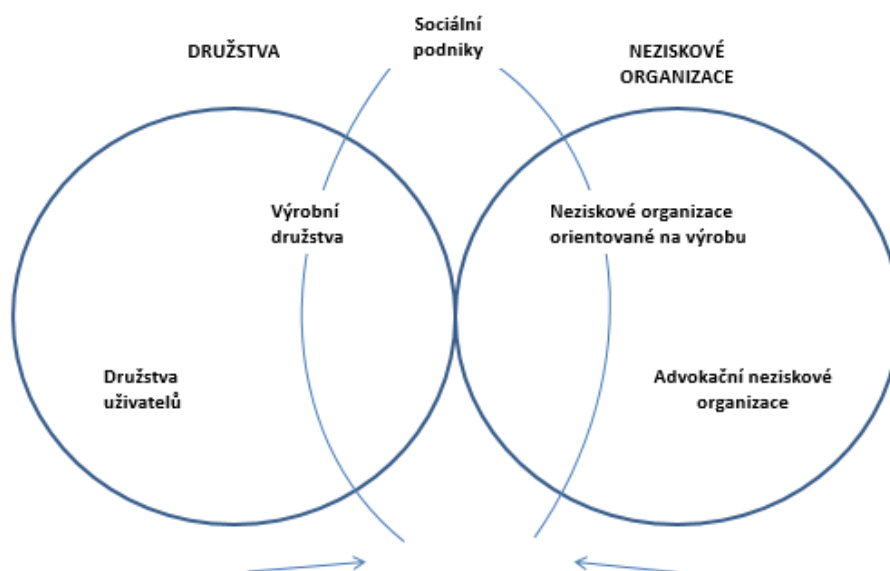 Sociální
podniky
DRUŽSTVA
NEZISKOVÉ
ORGANIZACE
Výrobní
družstva
Neziskové organizace
orientované na výrobu
Družstva
uživatelů
Advokační neziskové
organizace